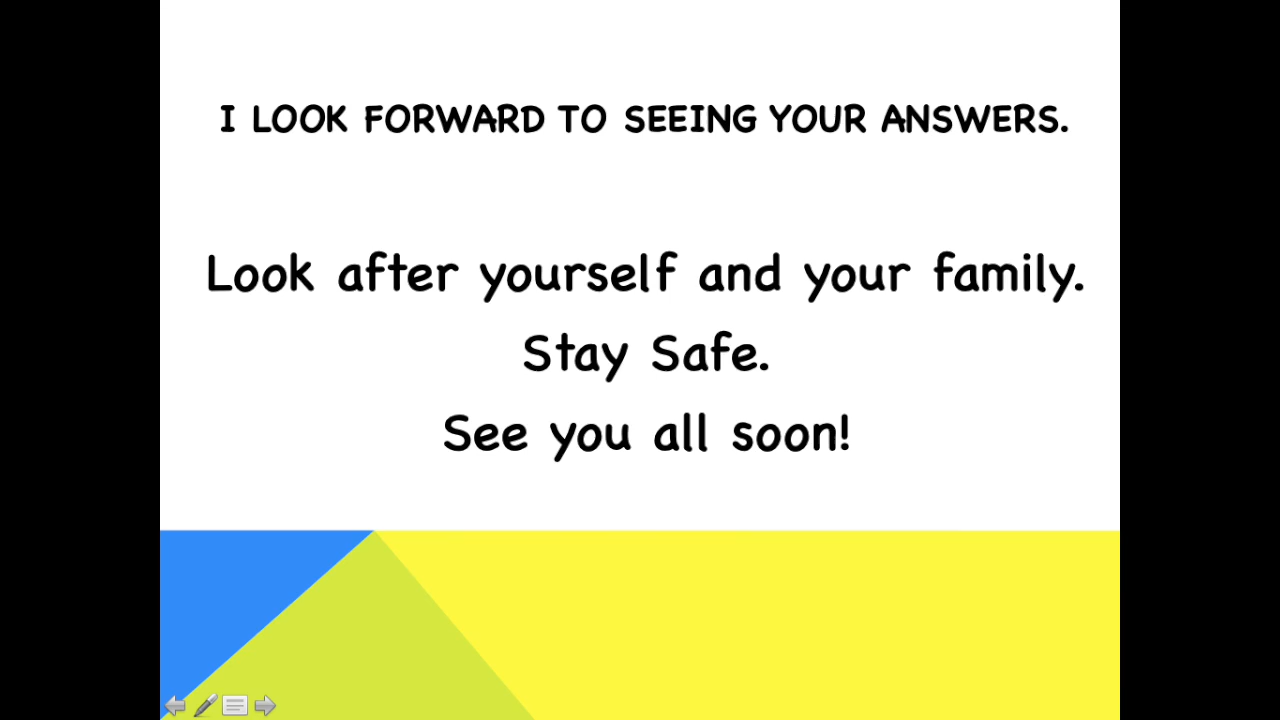 I LOOK FORWARD TO SEEING YOUR ANSWERS.
Look after yourself and your family.
Stay Safe.
See you all soon!